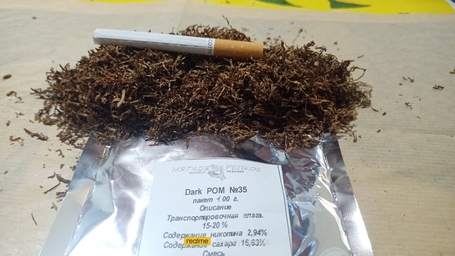 Dark РОМ №35
пакет 100 г.
Описание
Транспортировочная влага
15-20 %
Содержание никотина 2,94%
Содержание сахара 16,63%
realme
Смесь